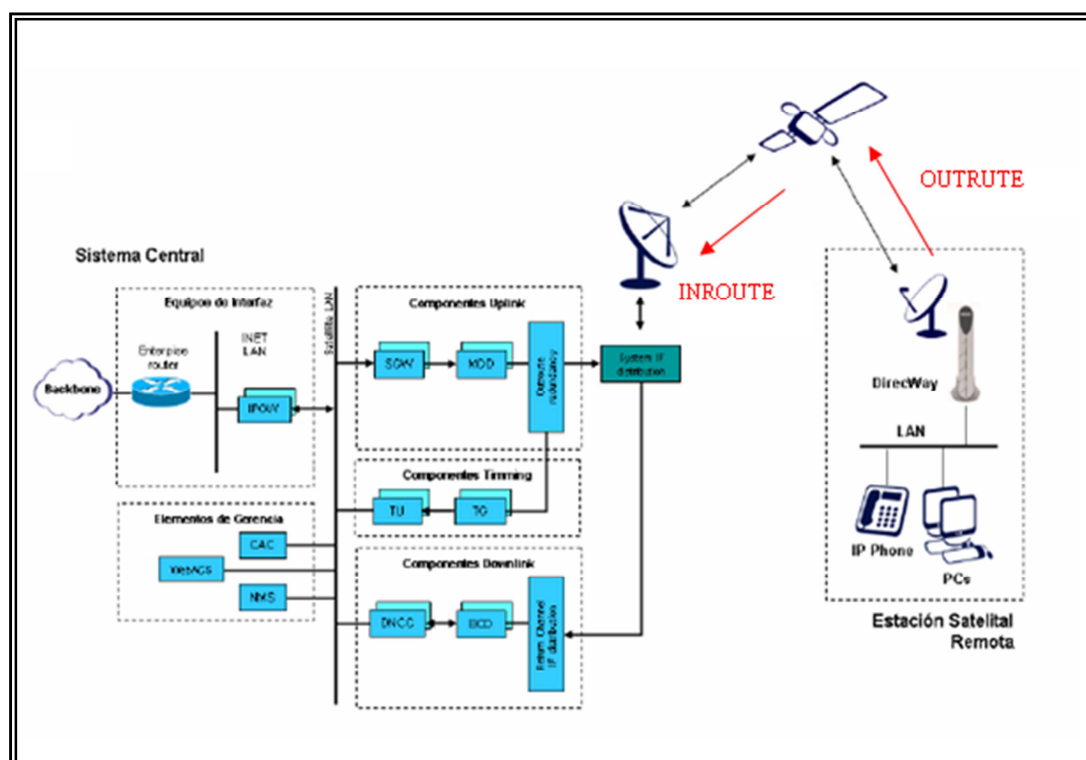 OUTRUTE
INROUTE
Sistema Central
Equipos de Interfaz
Enterprise
router
INET
LAN
Backbone
IPGW
Satellite LAN
Componentes Uplink
SGW
MOD
Outroute
redundancy
System IF
distribution
Componentes Timming
TU
TG
Elementos de Gerencia
CAC
WebACS
NMS
Componentes Downlink
DNCC
BCD
Return Channel
IF distribution
DirecWay
LAN
IP Phone
PCs
Estación Satelital
Remota